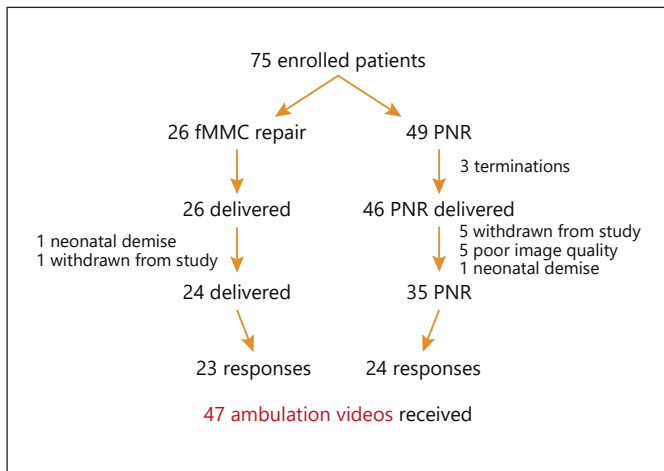 75 enrolled patients
26 fMMC repair
49 PNR
3 terminations
26 delivered
46 PNR delivered
1 neonatal demise
1 withdrawn from study
5 withdrawn from study
5 poor image quality
1 neonatal demise
24 delivered
35 PNR
23 responses
24 responses
47 ambulation videos received